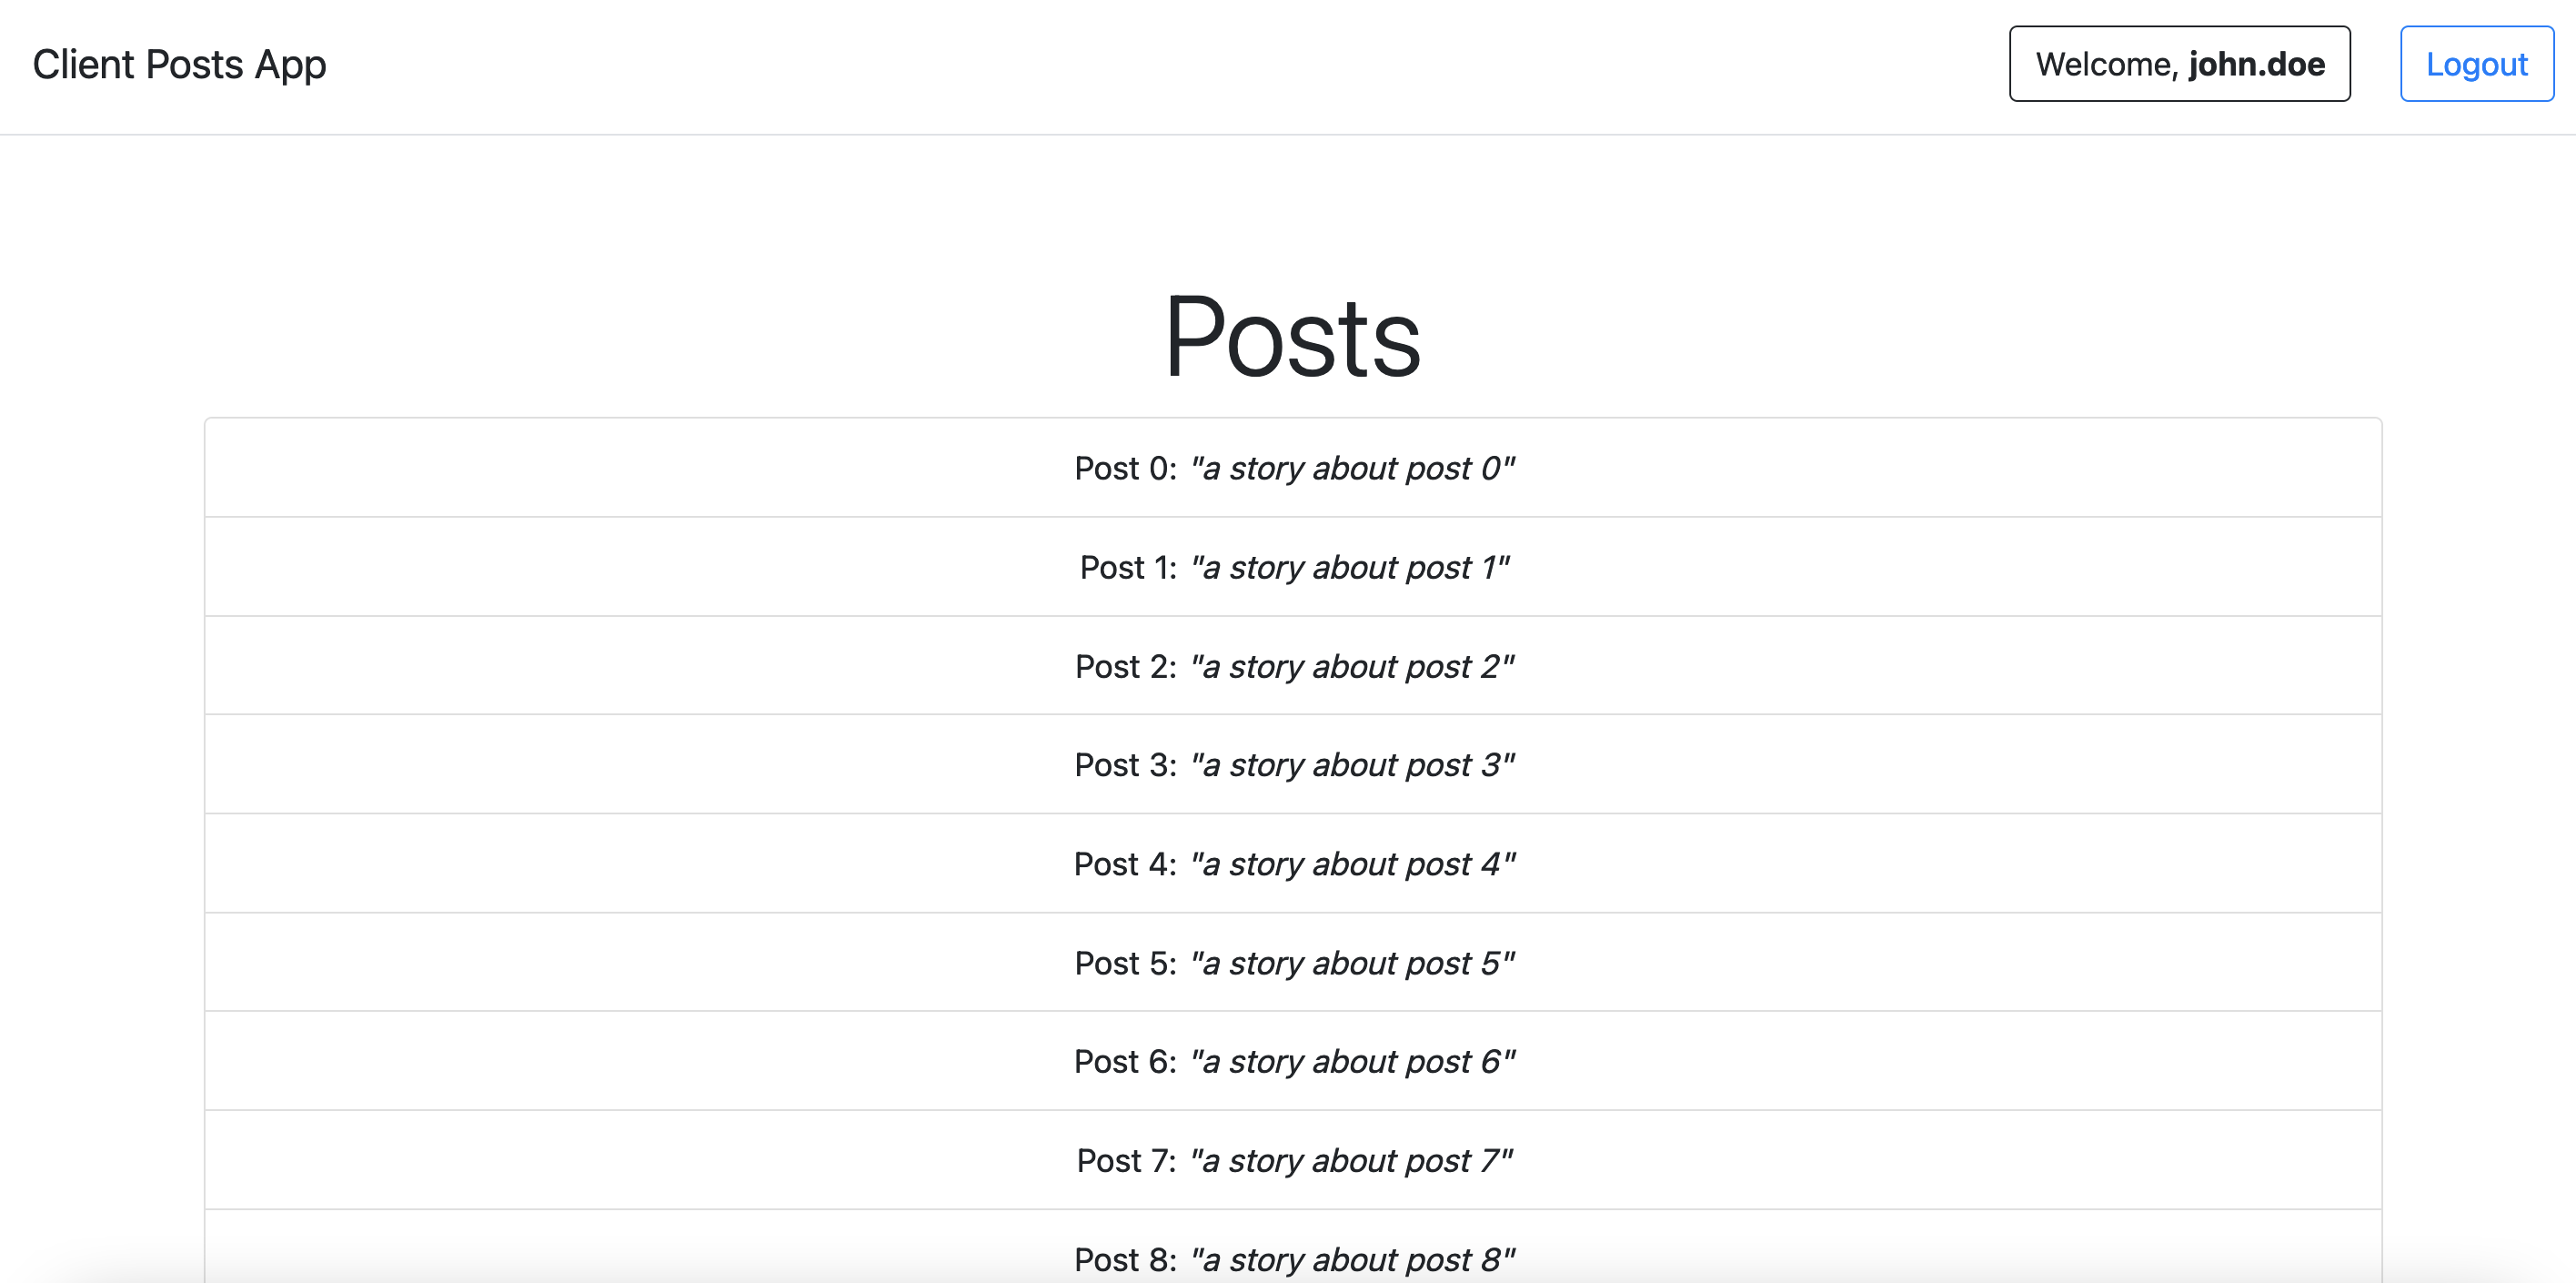 Client Posts App
Welcome, john.doe
Logout
Posts
Post 0: "a story about post 0"
Post 1: "a story about post 1"
Post 2: "a story about post 2"
Post 3: "a story about post 3"
Post 4: "a story about post 4"
Post 5: "a story about post 5"
Post 6: "a story about post 6"
Post 7: "a story about post 7"
Post 8: "a story about post 8"